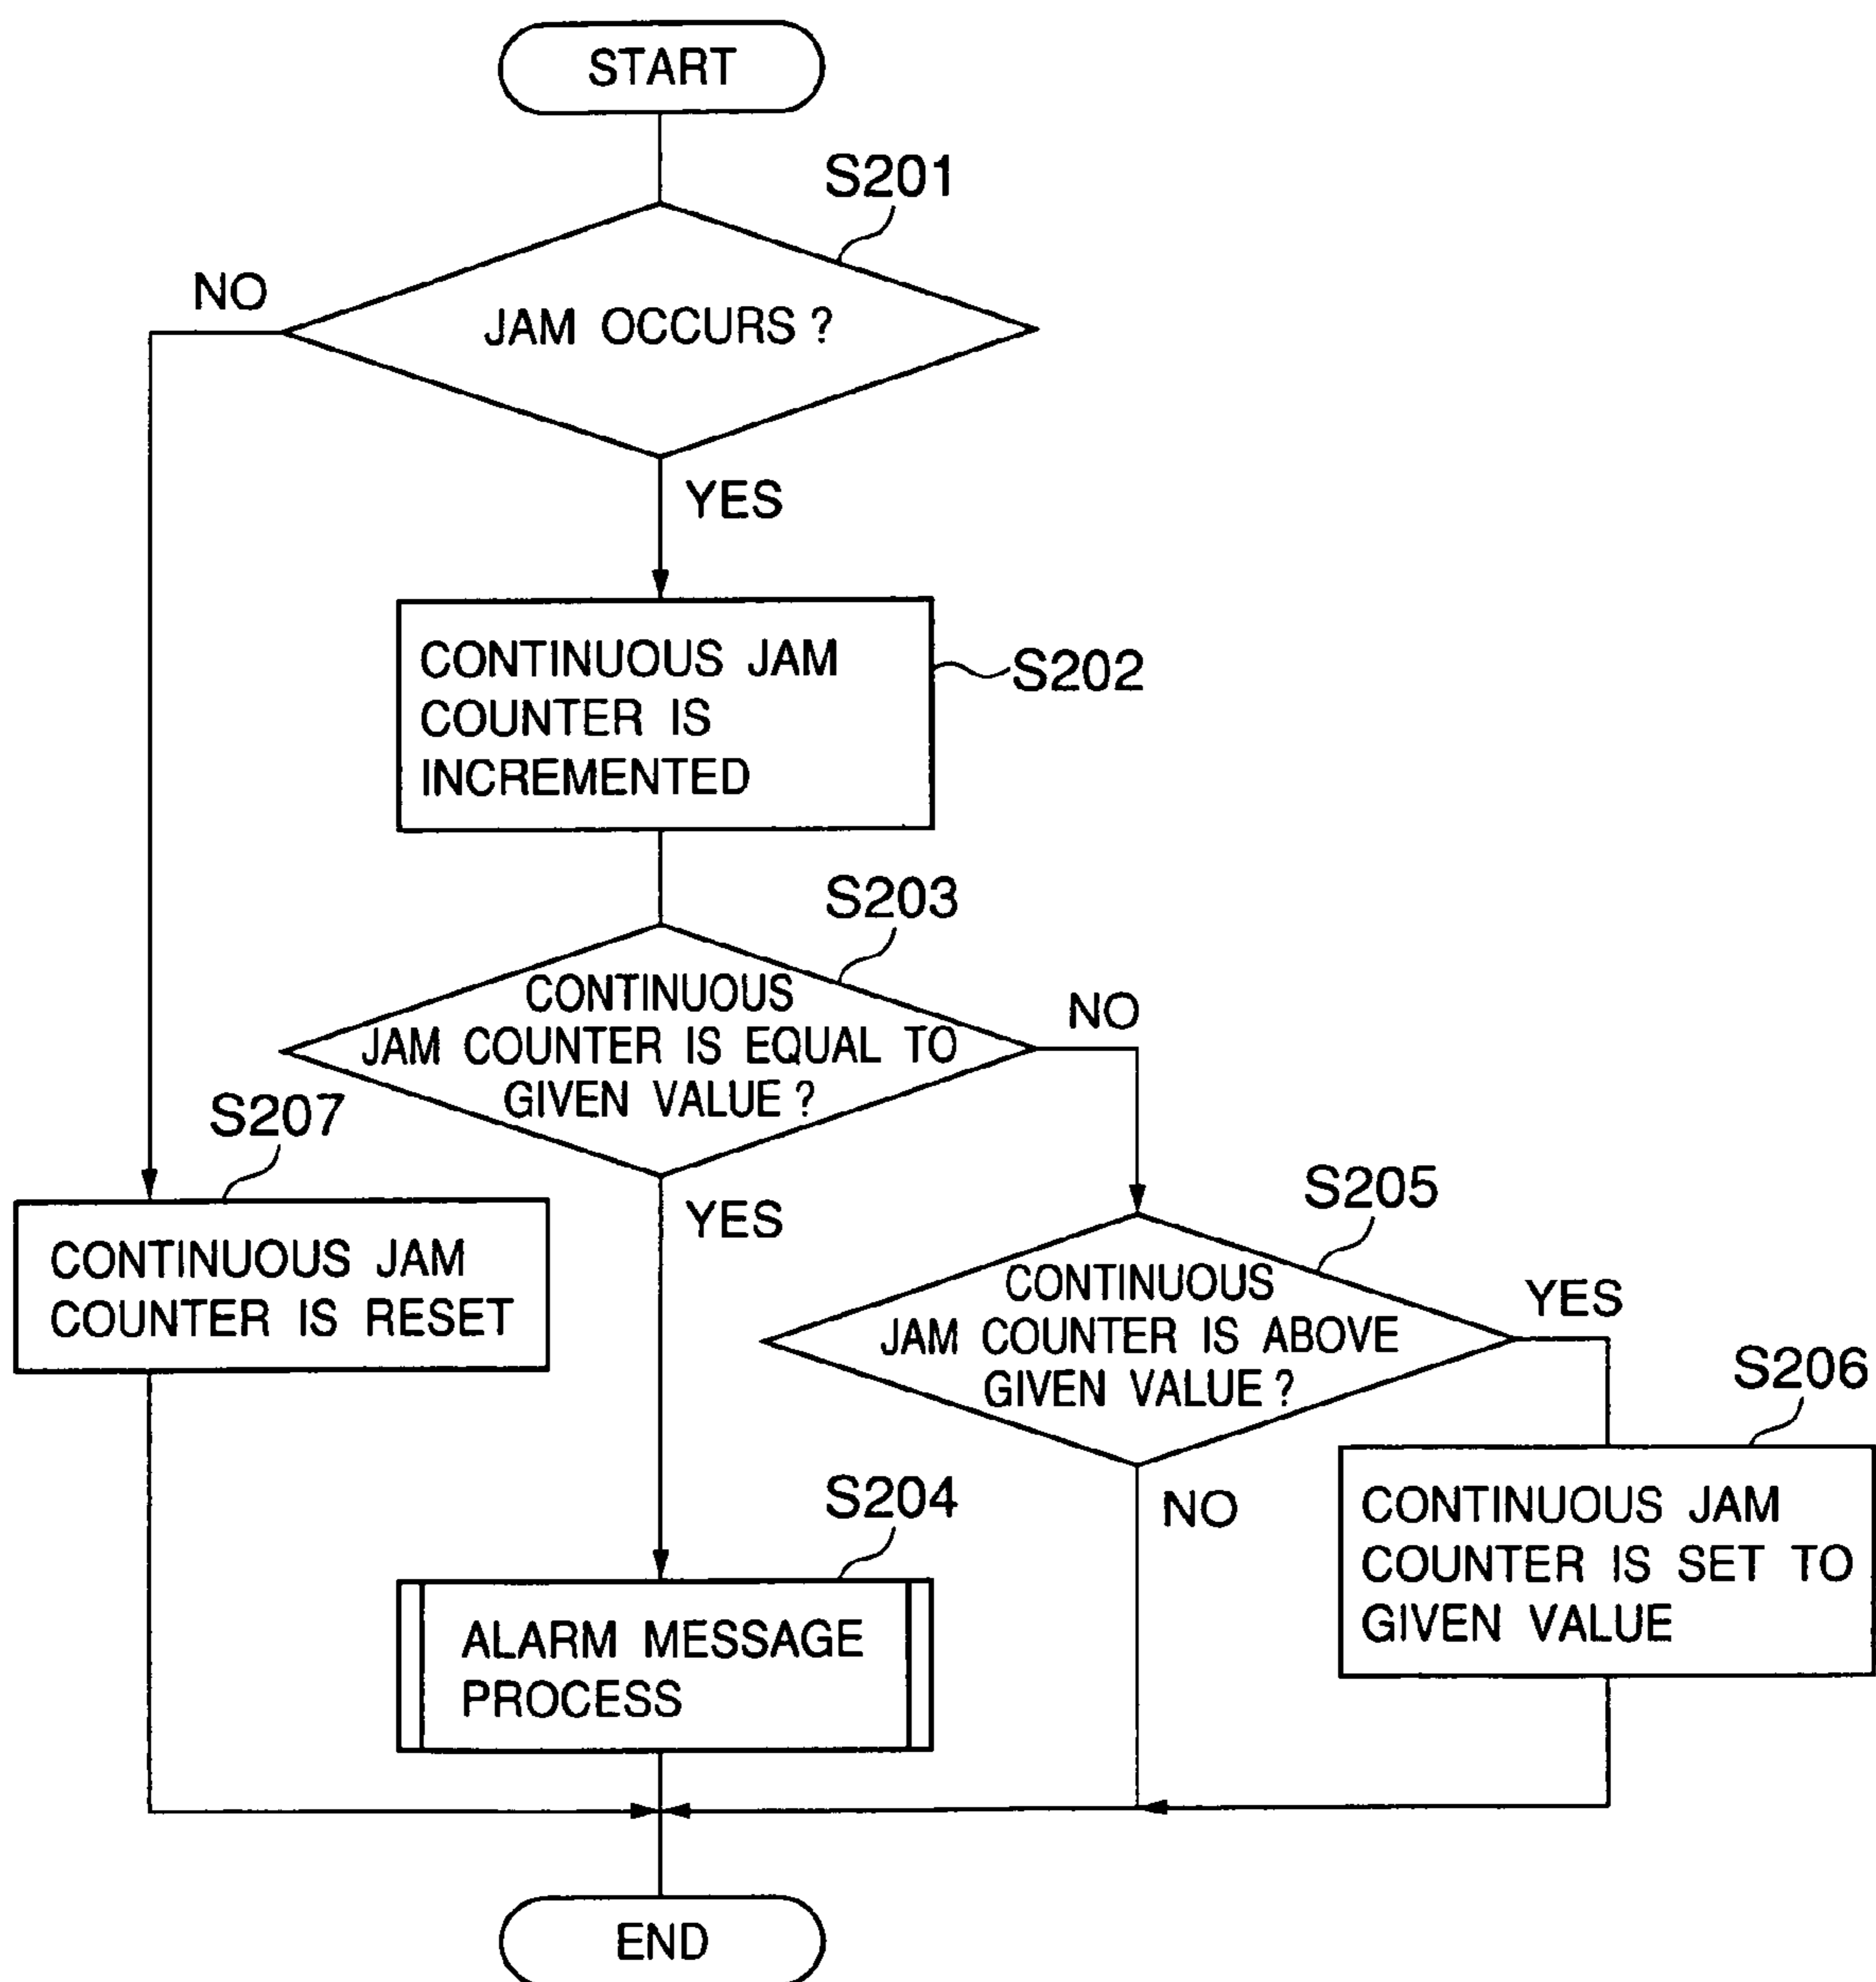 START
S201
NO
JAM OCCURS?
YES
CONTINUOUS JAM
COUNTER IS
INCREMENTED
S202
S203
CONTINUOUS
JAM COUNTER IS EQUAL TO
GIVEN VALUE?
NO
S207
YES
CONTINUOUS JAM
COUNTER IS RESET
S205
CONTINUOUS
JAM COUNTER IS ABOVE
GIVEN VALUE?
YES
S206
NO
CONTINUOUS JAM
COUNTER IS SET TO
GIVEN VALUE
S204
ALARM MESSAGE
PROCESS
END